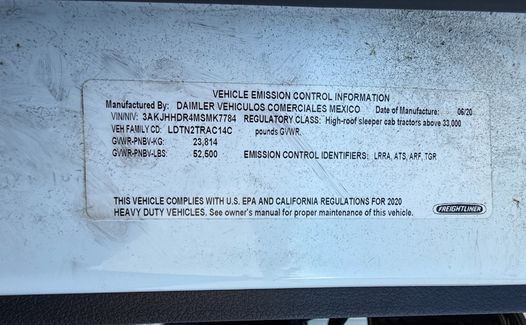 VEHICLE EMISSION CONTROL INFORMATION
Manufactured By: DAIMLER VEHICULOS COMERCIALES MEXICO Date of Manufacture: 06/20
VIN/NIV: 3AKJHHDR4MSMK7784 REGULATORY CLASS: High-roof sleeper cab tractors above 33,000
VEH FAMILY CD: LDTN2TRAC14C pounds GVWR.
GVWR-PNBV-KG: 23,814
GVWR-PNBV-LBS: 52,500 EMISSION CONTROL IDENTIFIERS: LRRA, ATS, ARF, TGR
THIS VEHICLE COMPLIES WITH U.S. EPA AND CALIFORNIA REGULATIONS FOR 2020
HEAVY DUTY VEHICLES. See owner's manual for proper maintenance of this vehicle.
FREIGHTLINER